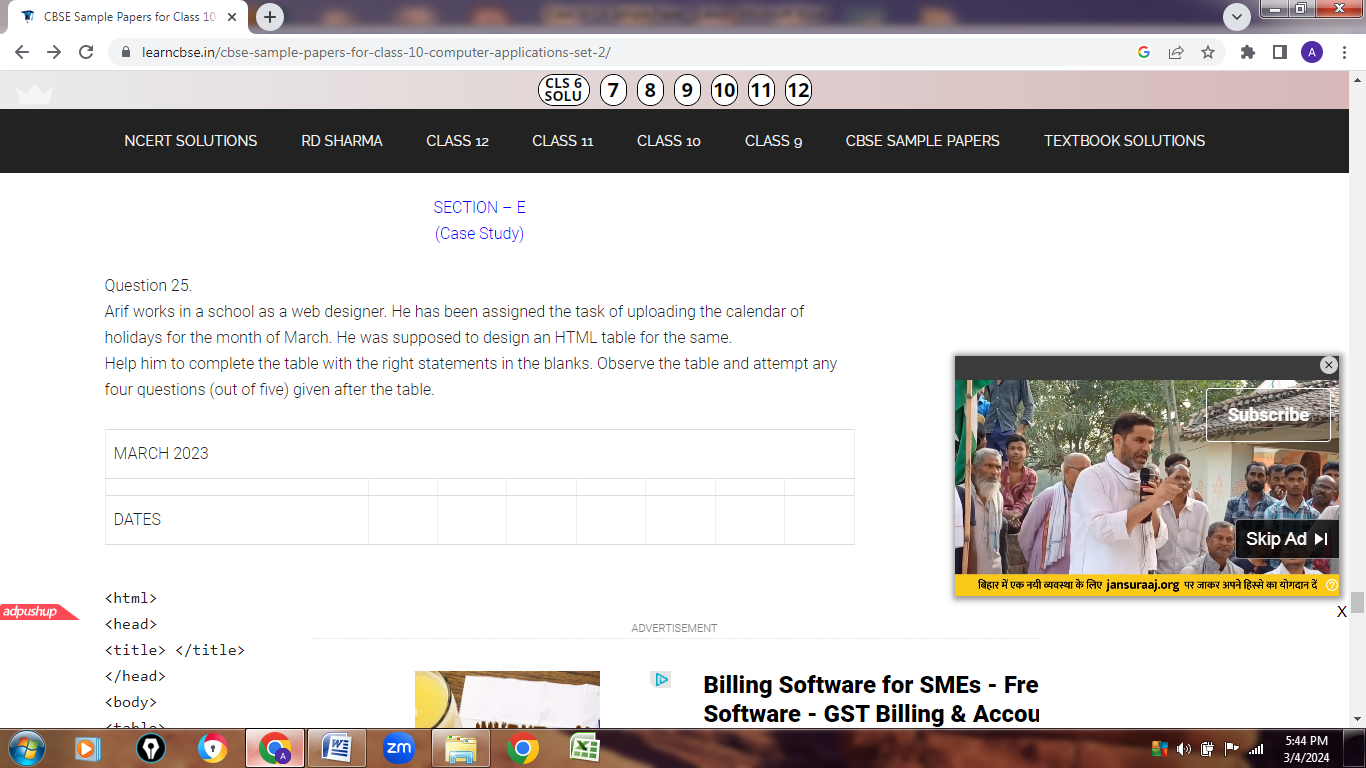 CBSE Sample Papers for Class 10
learncbse.in/cbse-sample-papers-for-class-10-computer-applications-set-2/
A
CLS 6
SOLU
7 8 9 10 11 12
NCERT SOLUTIONS RD SHARMA CLASS 12 CLASS 11 CLASS 10 CLASS 9 CBSE SAMPLE PAPERS TEXTBOOK SOLUTIONS
SECTION – E
(Case Study)
Question 25.
Arif works in a school as a web designer. He has been assigned the task of uploading the calendar of
holidays for the month of March. He was supposed to design an HTML table for the same.
Help him to complete the table with the right statements in the blanks. Observe the table and attempt any
four questions (out of five) given after the table.
MARCH 2023
DATES
<html>
<head>
<title> </title>
</head>
<body>
<table>
Subscribe
Skip Ad
बिहार में एक नयी व्यवस्था के लिए jansuraaj.org पर जाकर अपने हिस्से का योगदान दें
adpushup
X
ADVERTISEMENT
Billing Software for SMEs - Fre
Software - GST Billing & Accou
A
zm
5:44 PM
3/4/2024